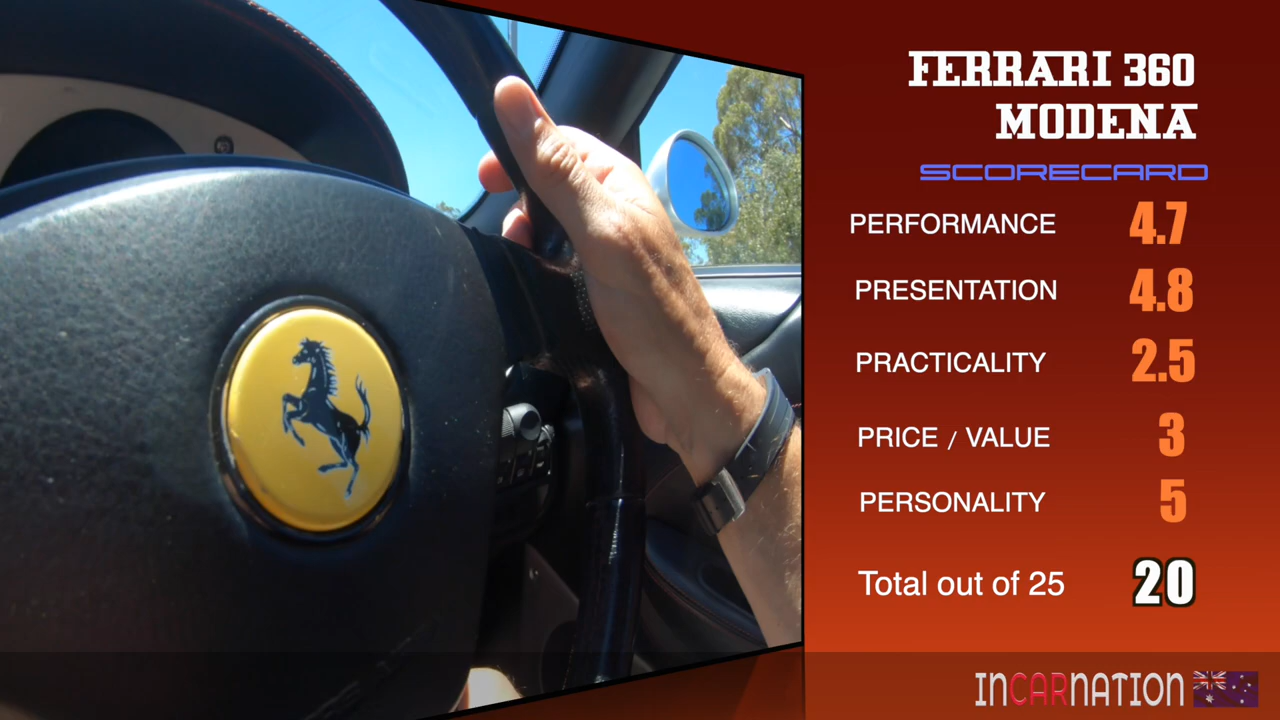 FERRARI 360
MODENA
SCORECARD
PERFORMANCE 4.7
PRESENTATION 4.8
PRACTICALITY 2.5
PRICE / VALUE 3
PERSONALITY 5
Total out of 25 20
INCARNATION